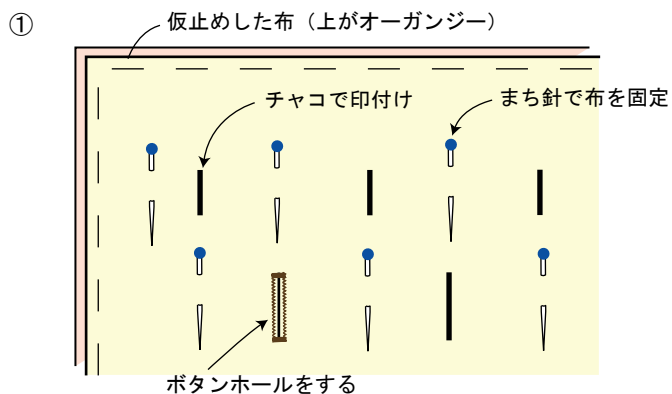 ①
仮止めした布（上がオーガンジー）
チャコで印付け
まち針で布を固定
ボタンホールをする